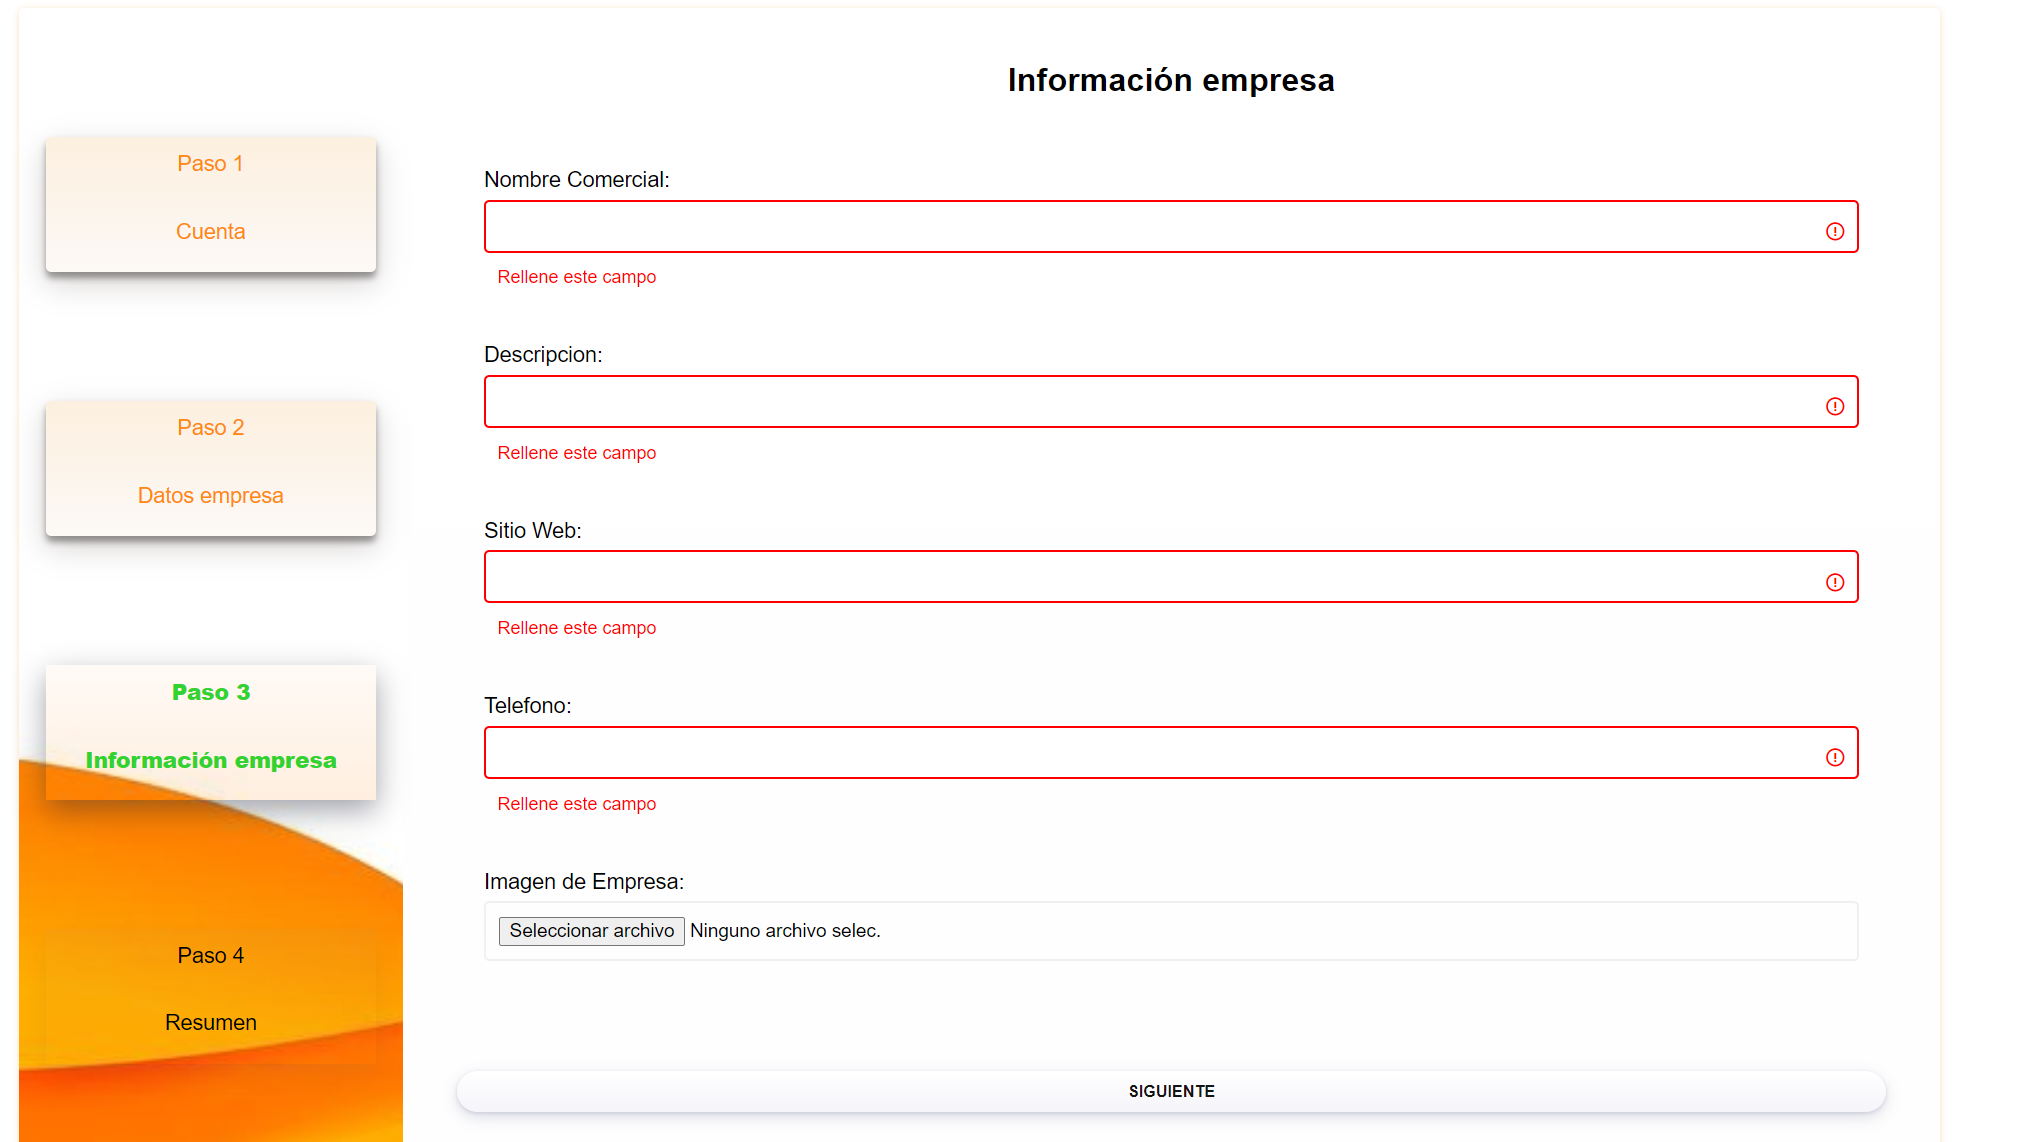 Información empresa
Paso 1
Cuenta
Paso 2
Datos empresa
Paso 3
Información empresa
Paso 4
Resumen
Nombre Comercial:
Rellene este campo
Descripcion:
Rellene este campo
Sitio Web:
Rellene este campo
Telefono:
Rellene este campo
Imagen de Empresa:
Seleccionar archivo Ninguno archivo selec.
SIGUIENTE